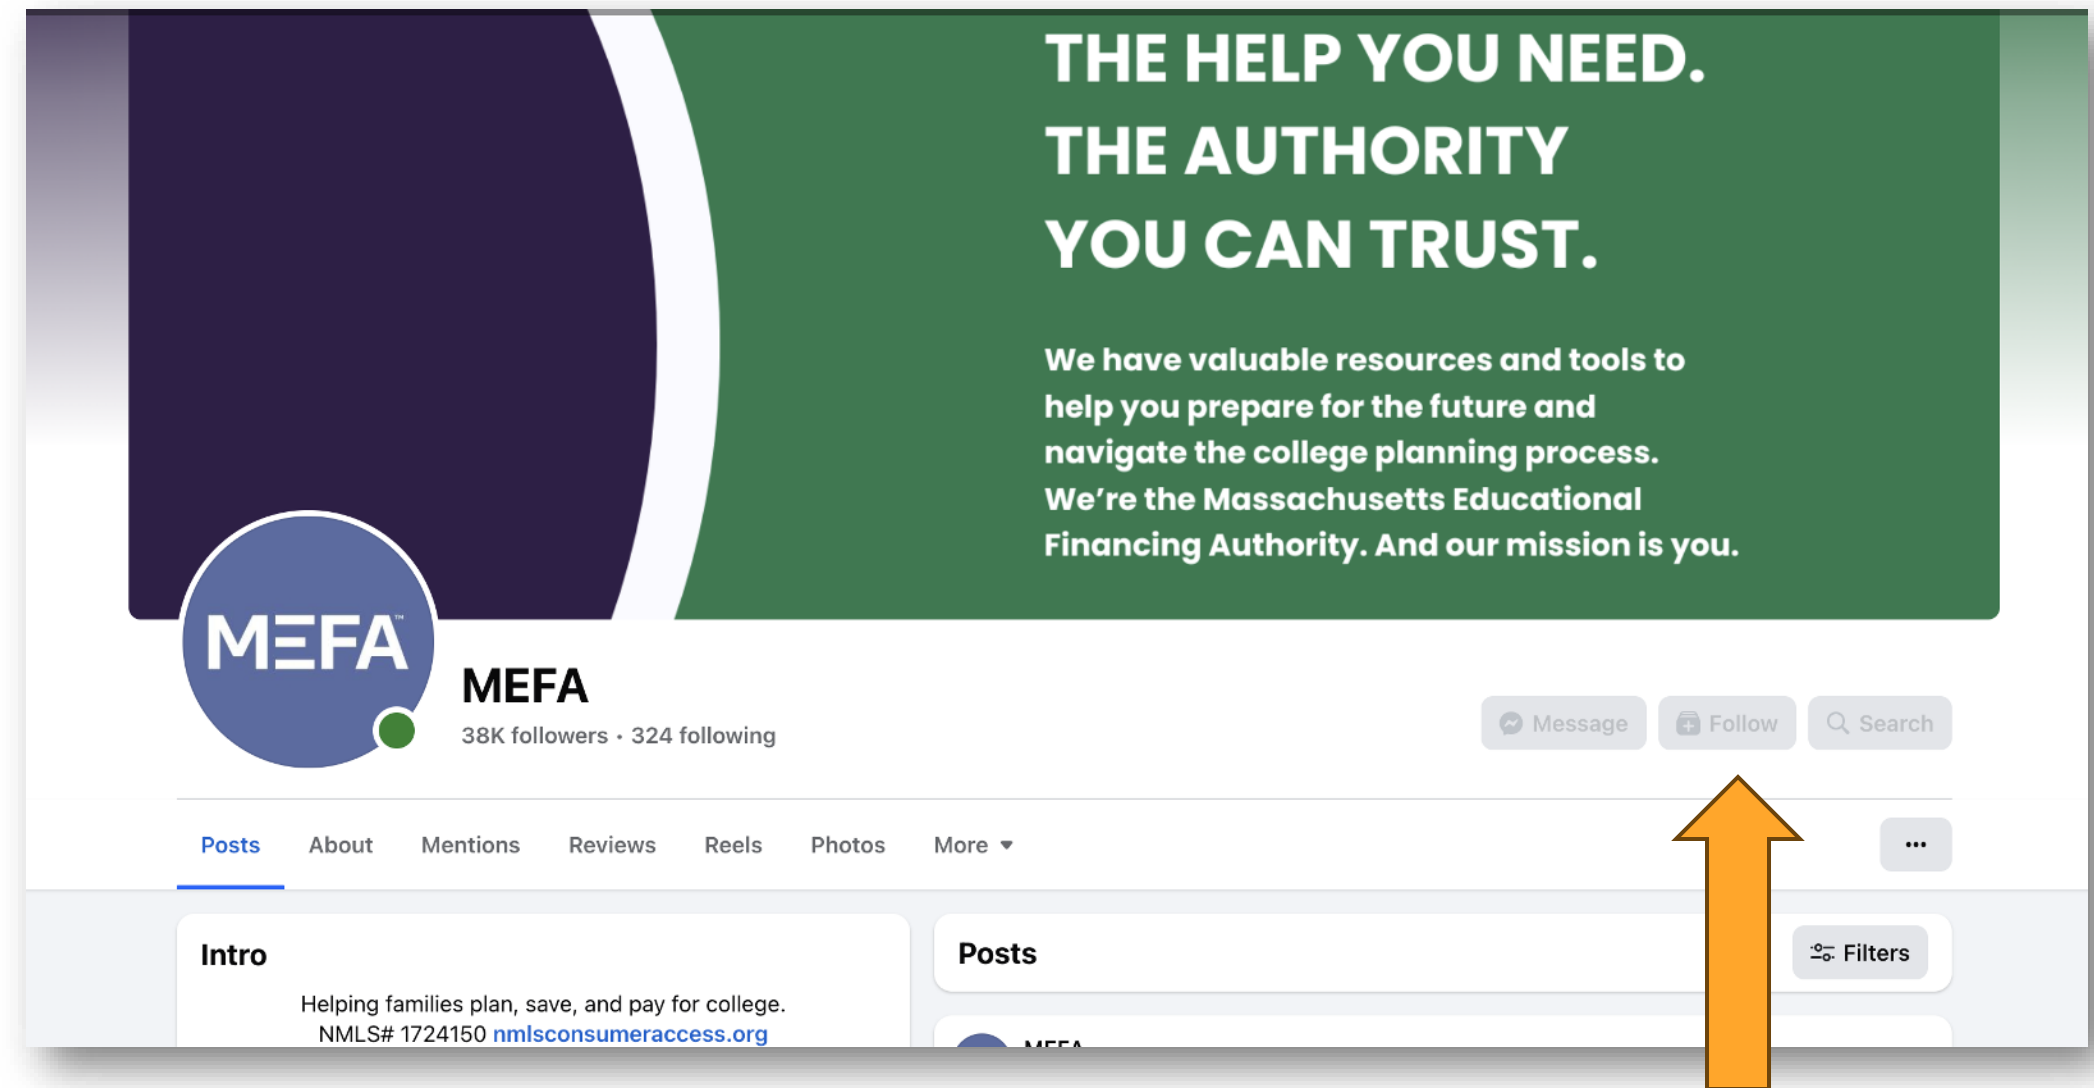 THE HELP YOU NEED.
THE AUTHORITY
YOU CAN TRUST.
We have valuable resources and tools to
help you prepare for the future and
navigate the college planning process.
We’re the Massachusetts Educational
Financing Authority. And our mission is you.
MEFA™
MEFA
38K followers · 324 following
Message Follow Search
Posts About Mentions Reviews Reels Photos More
Intro
Helping families plan, save, and pay for college.
NMLS# 1724150 nmlsconsumeraccess.org
Posts
Filters
MEFA